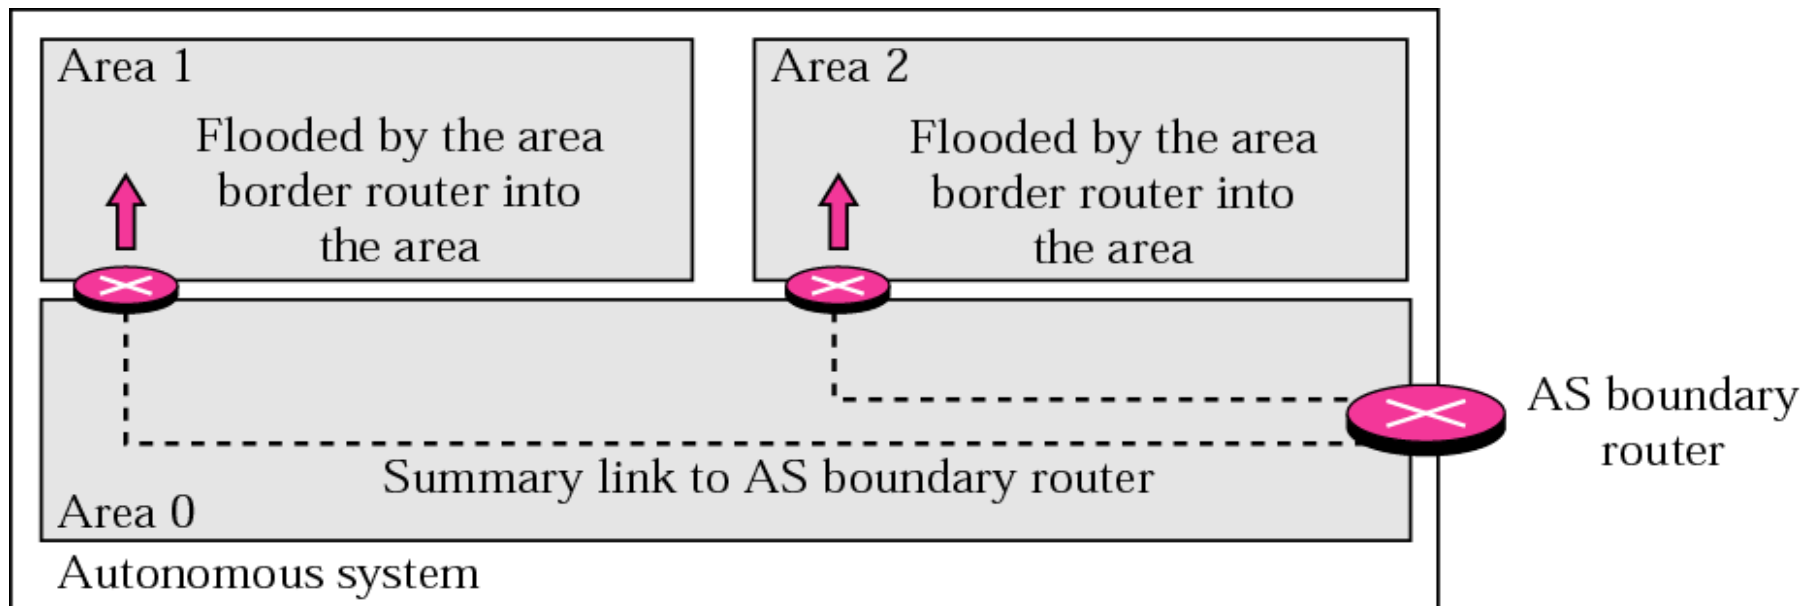 Area 1
Flooded by the area
border router into
the area
Area 2
Flooded by the area
border router into
the area
AS boundary
router
Summary link to AS boundary router
Area 0
Autonomous system